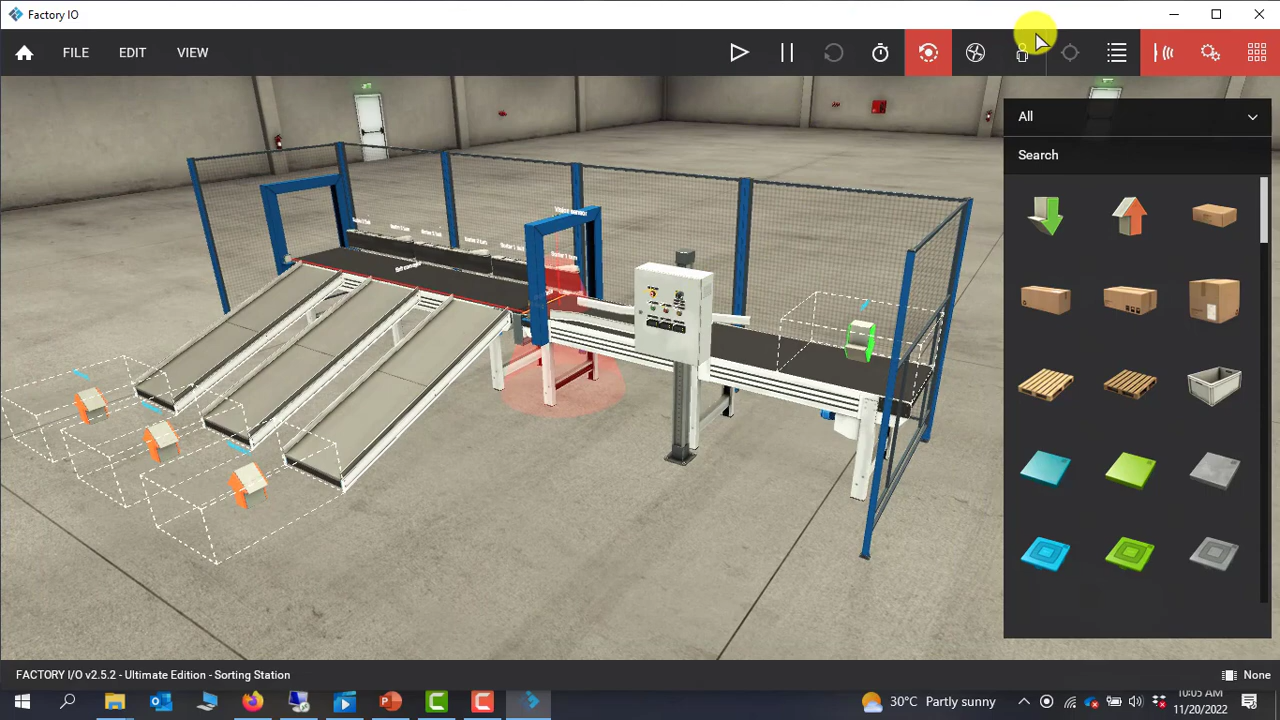 Factory IO
FILE
EDIT
VIEW
All
Search
FACTORY I/O v2.5.2 - Ultimate Edition - Sorting Station
None
30°C Partly sunny
10:05 AM
11/20/2022